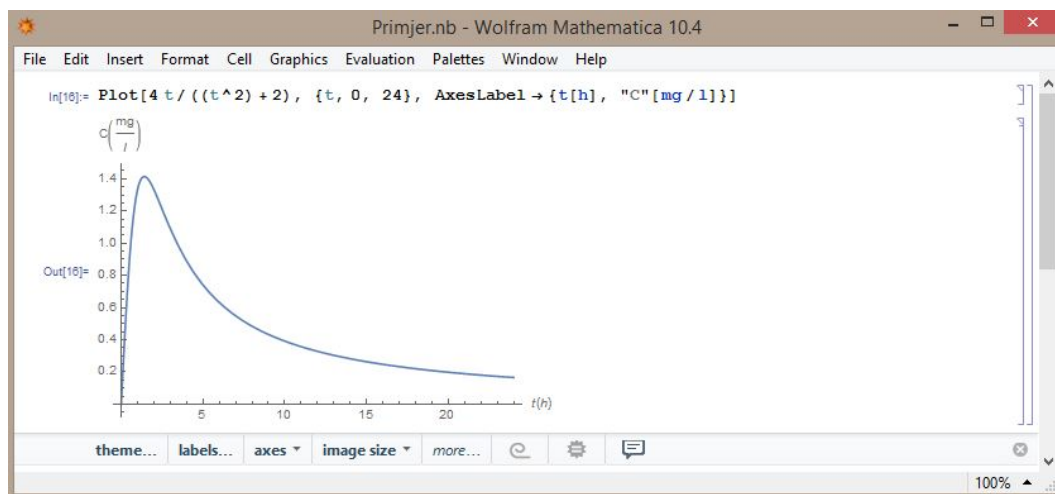 Primjer.nb - Wolfram Mathematica 10.4
File Edit Insert Format Cell Graphics Evaluation Palettes Window Help
In[16]:= Plot[4 t / ((t^2) + 2), {t, 0, 24}, AxesLabel → {t[h], "C"[mg / l]}]
C(mg/l)
1.4
1.2
1.0
Out[16]= 0.8
0.6
0.4
0.2
5 10 15 20 t(h)
theme... labels... axes image size more...
100%